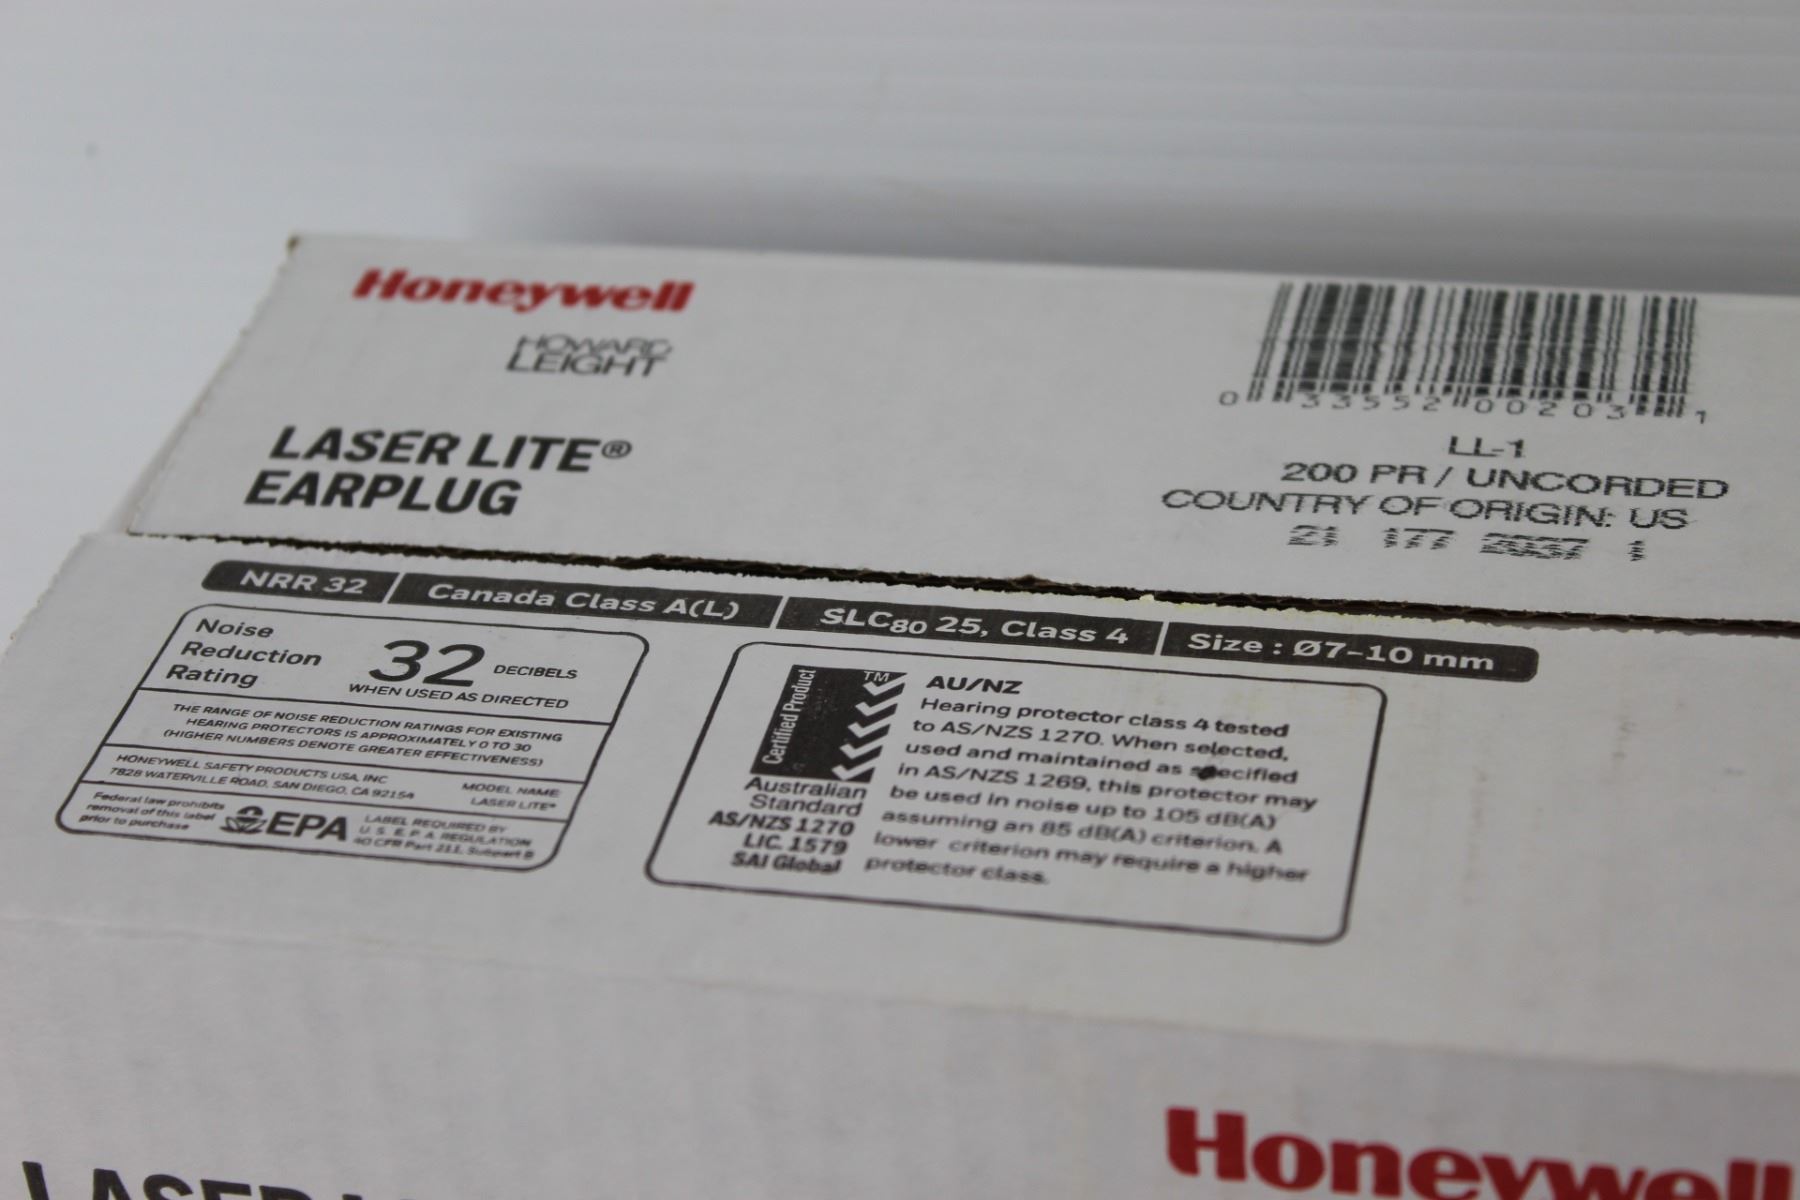 Honeywell
HOWARD
LEIGHT
LASER LITE®
EARPLUG
0 33552 00203 1
LL-1
200 PR / UNCORDED
COUNTRY OF ORIGIN: US
21 177
NRR 32 | Canada Class A(L) | SLC80 25, Class 4 | Size : Ø7-10 mm
Noise
Reduction
Rating
32 DECIBELS
WHEN USED AS DIRECTED
THE RANGE OF NOISE REDUCTION RATINGS FOR EXISTING
HEARING PROTECTORS IS APPROXIMATELY 0 TO 30
(HIGHER NUMBERS DENOTE GREATER EFFECTIVENESS)
HONEYWELL SAFETY PRODUCTS USA, INC
7828 WATERVILLE ROAD, SAN DIEGO, CA 92154
MODEL NAME:
LASER LITE®
Federal law prohibits
removal of this label
prior to purchase
EPA
LABEL REQUIRED BY
U. S. E. P. A. REGULATION
40 CFR Part 211, Subpart B
Certified Product
TM
Australian
Standard
AS/NZS 1270
LIC. 1579
SAI Global
AU/NZ
Hearing protector class 4 tested
to AS/NZS 1270. When selected,
used and maintained as specified
in AS/NZS 1269, this protector may
be used in noise up to 105 dB(A)
assuming an 85 dB(A) criterion. A
lower criterion may require a higher
protector class.
Honeywell
LASER